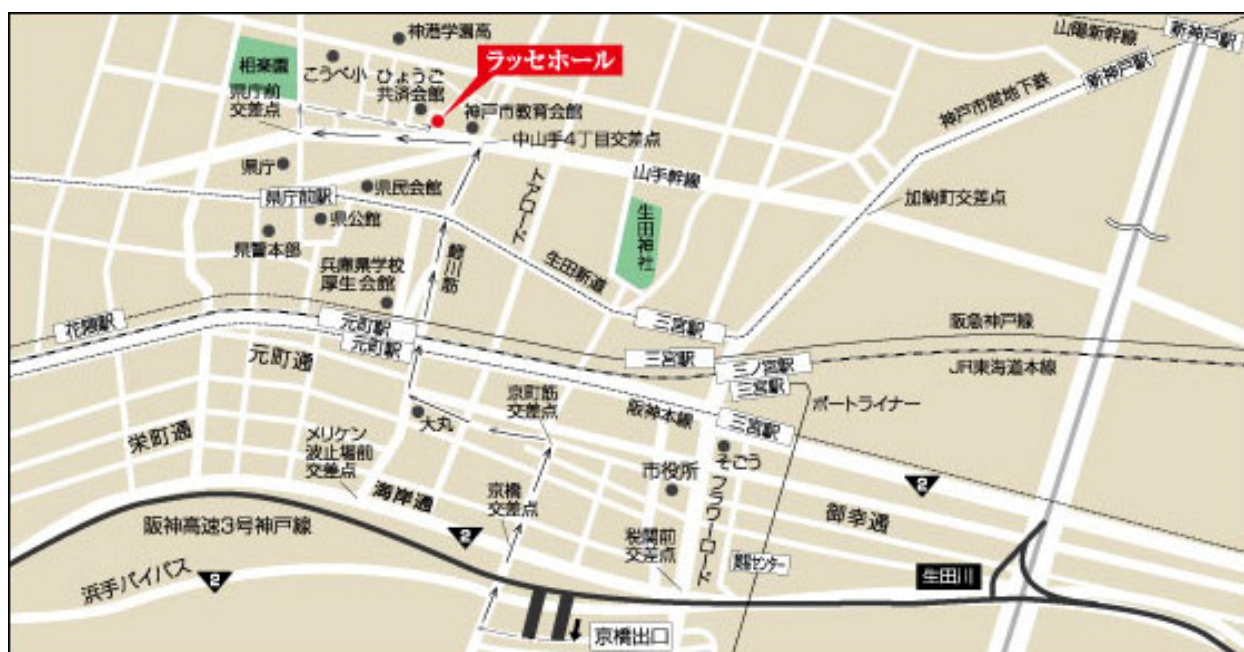 神港学園高
ラッセホール
相楽園
こうべ小
ひょうご
共済会館
県庁前
交差点
神戸市教育会館
中山手4丁目交差点
山陽新幹線
新神戸駅
新神戸駅
神戸市営地下鉄
県庁
県庁前駅
県民会館
県公館
県警本部
トアロード
山手幹線
生田神社
加納町交差点
兵庫県学校
厚生会館
鯉川筋
生田新道
花隈駅
元町駅
元町駅
三宮駅
三宮駅
三ノ宮駅
三宮駅
阪急神戸線
JR東海道本線
元町通
京町筋
交差点
大丸
阪神本線
三宮駅
ポートライナー
栄町通
メリケン
波止場前
交差点
そごう
市役所
2
海岸通
京橋
交差点
フラワーロード
御幸通
阪神高速3号神戸線
2
税関前
交差点
貿易センター
生田川
浜手バイパス
2
京橋出口